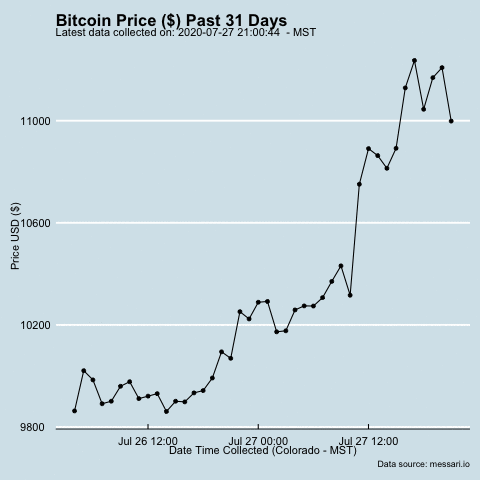 Bitcoin Price ($) Past 31 Days
Latest data collected on: 2020-07-27 21:00:44 - MST
Price USD ($)
11000
10600
10200
9800
Jul 26 12:00
Jul 27 00:00
Jul 27 12:00
Date Time Collected (Colorado - MST)
Data source: messari.io